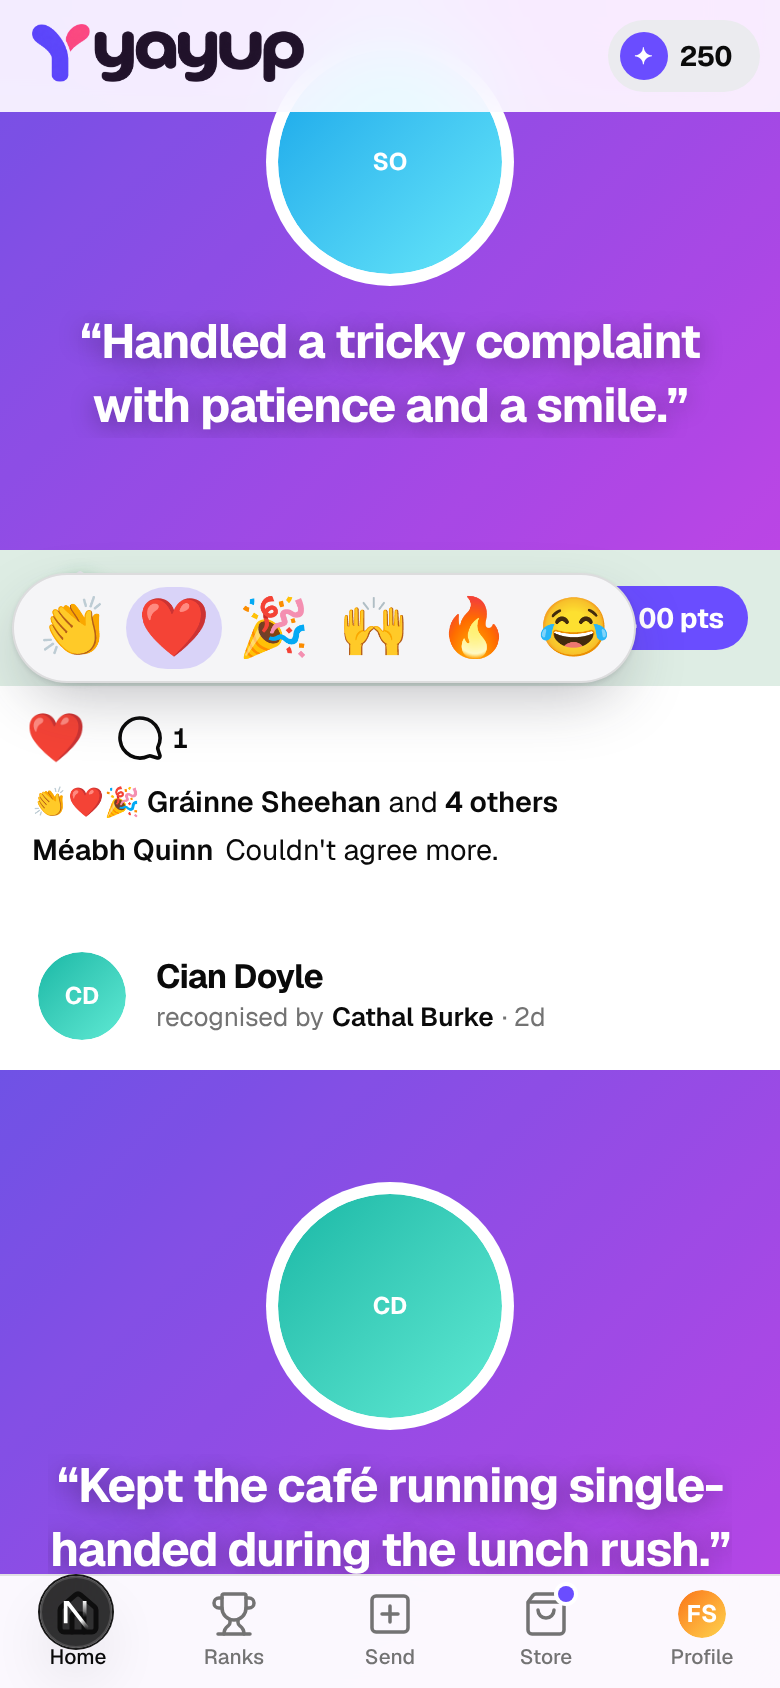 yayup
250
SO
“Handled a tricky complaint
with patience and a smile.”
00 pts
1
Gráinne Sheehan and 4 others
Méabh Quinn Couldn't agree more.
CD
Cian Doyle
recognised by Cathal Burke · 2d
CD
“Kept the café running single-
handed during the lunch rush.”
N
FS
Home
Ranks
Send
Store
Profile